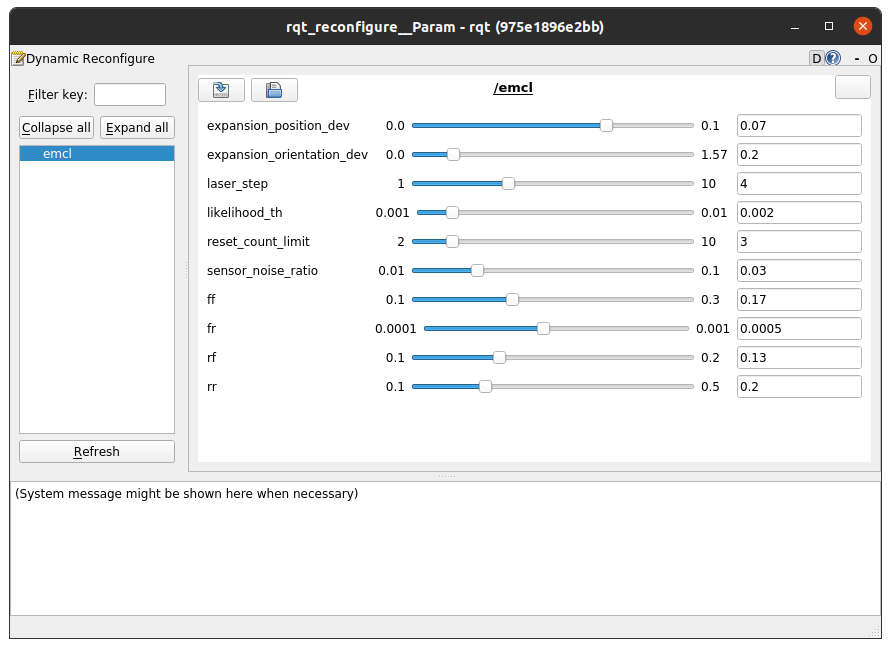 rqt_reconfigure__Param - rqt (975e1896e2bb)
Dynamic Reconfigure
D ? - O
Filter key:
Collapse all Expand all
emcl
Refresh
/emcl
expansion_position_dev 0.0 0.1 0.07
expansion_orientation_dev 0.0 1.57 0.2
laser_step 1 10 4
likelihood_th 0.001 0.01 0.002
reset_count_limit 2 10 3
sensor_noise_ratio 0.01 0.1 0.03
ff 0.1 0.3 0.17
fr 0.0001 0.001 0.0005
rf 0.1 0.2 0.13
rr 0.1 0.5 0.2
(System message might be shown here when necessary)